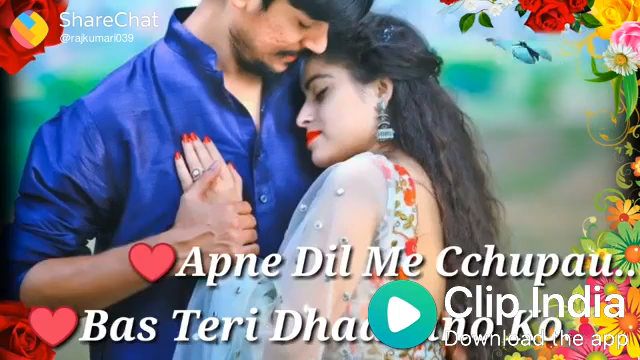 ShareChat
@rajkumari039
Apne Dil Me Cchupau..
Bas Teri Ko.
Clip India
Download the app